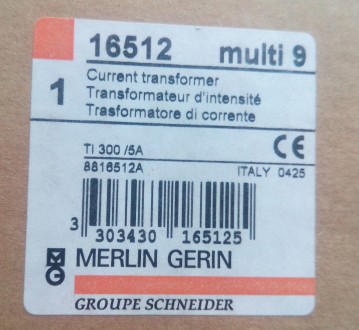 16512 multi 9
1
Current transformer
Transformateur d'intensité
Trasformatore di corrente
TI 300 /5A
CE
8816512A
ITALY 0425
3 303430 165125
MG
MERLIN GERIN
GROUPE SCHNEIDER